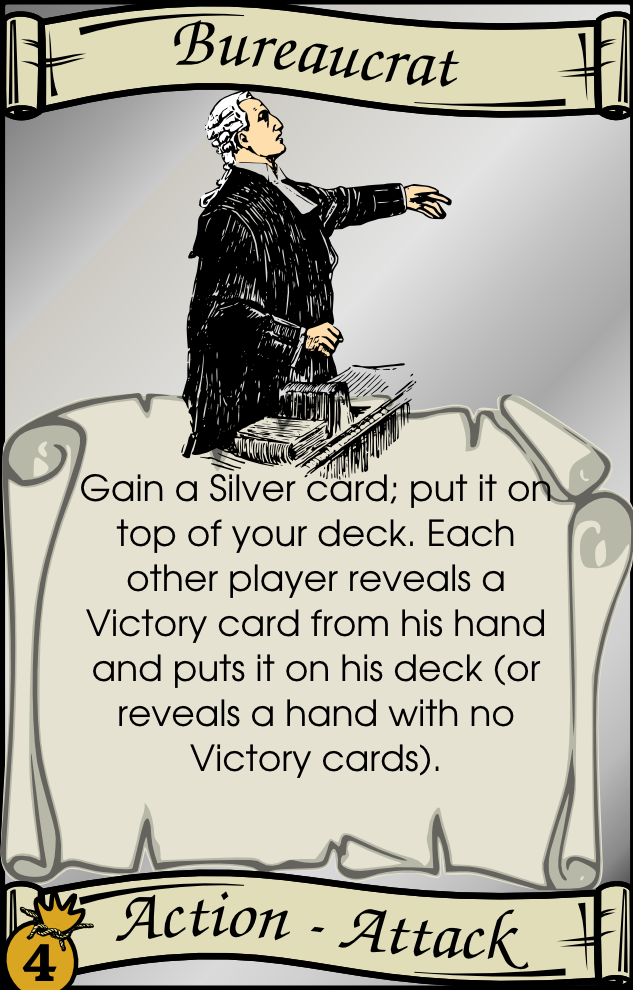 Bureaucrat
Gain a Silver card; put it on
top of your deck. Each
other player reveals a
Victory card from his hand
and puts it on his deck (or
reveals a hand with no
Victory cards).
Action - Attack
4